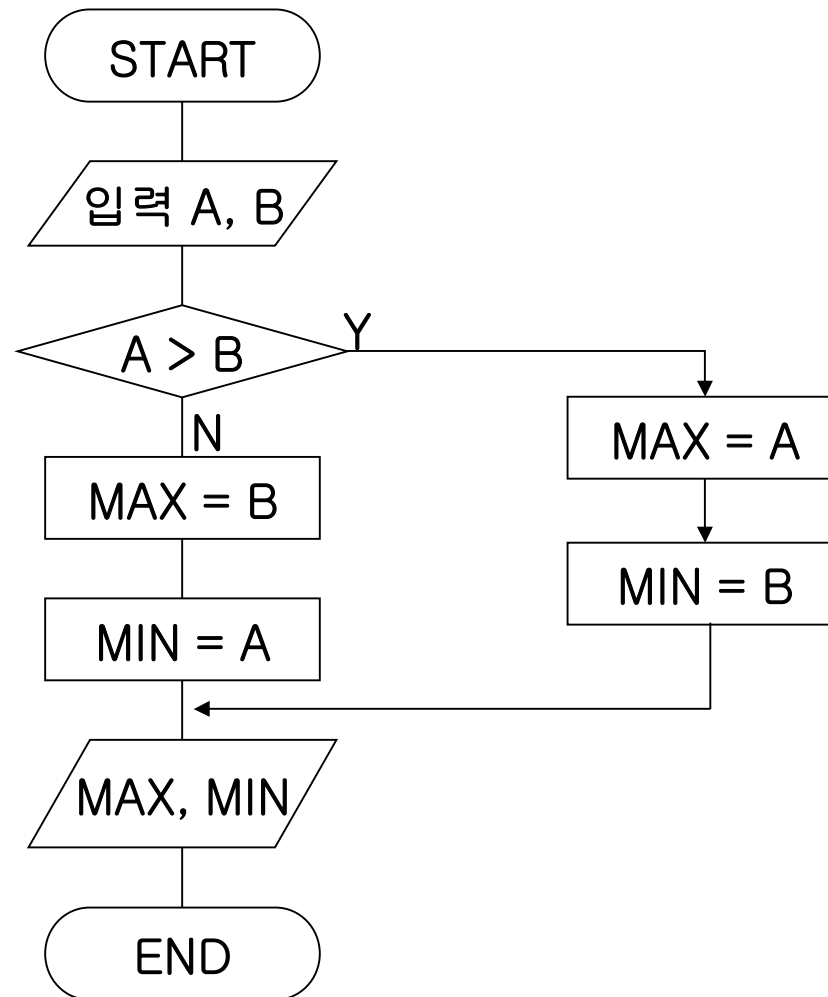 START
입력 A, B
A > B
Y
N
MAX = B
MIN = A
MAX = A
MIN = B
MAX, MIN
END